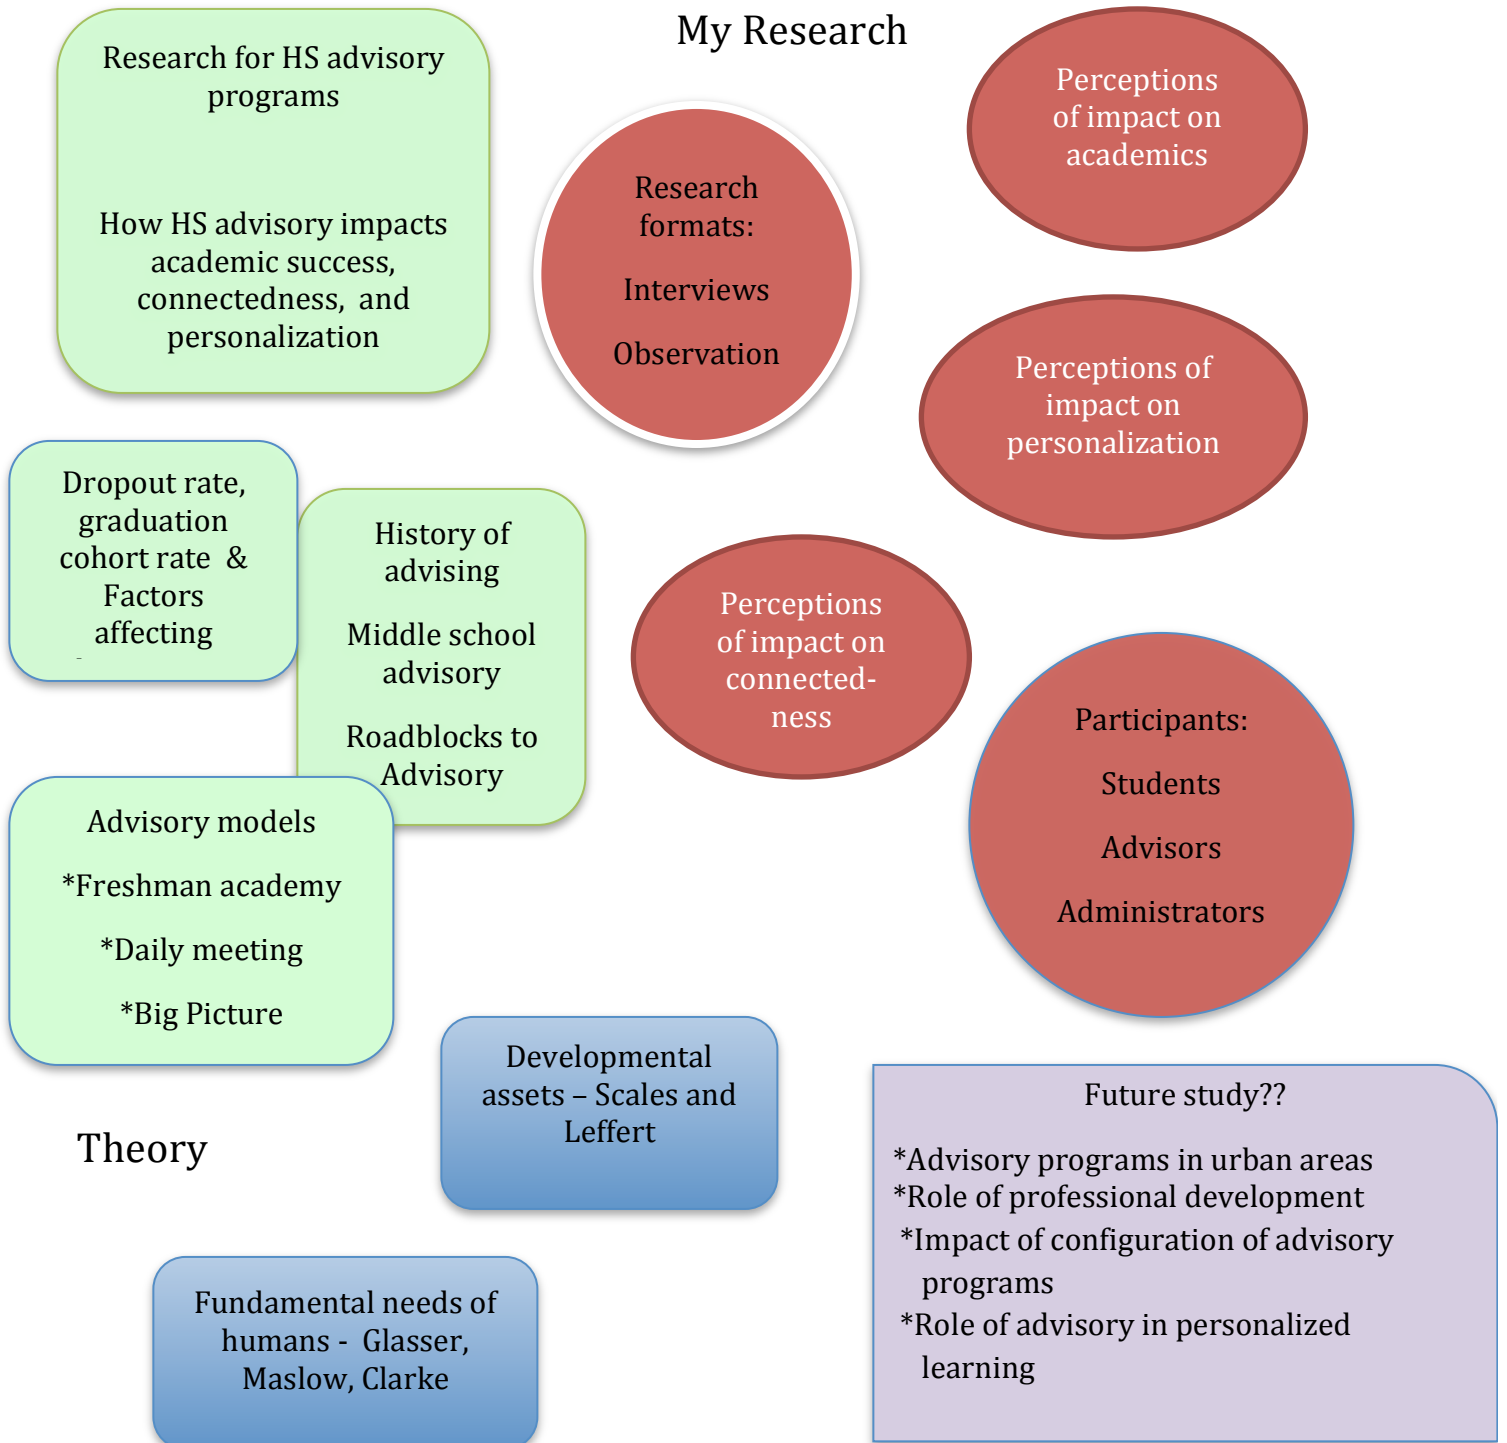 My Research
Research for HS advisory
programs
How HS advisory impacts
academic success,
connectedness, and
personalization
Research
formats:
Interviews
Observation
Perceptions
of impact on
academics
Perceptions of
impact on
personalization
Dropout rate,
graduation
cohort rate &
Factors
affecting
History of
advising
Middle school
advisory
Roadblocks to
Advisory
Perceptions
of impact on
connected-
ness
Participants:
Students
Advisors
Administrators
Advisory models
*Freshman academy
*Daily meeting
*Big Picture
Developmental
assets – Scales and
Leffert
Theory
Fundamental needs of
humans - Glasser,
Maslow, Clarke
Future study??
*Advisory programs in urban areas
*Role of professional development
*Impact of configuration of advisory
programs
*Role of advisory in personalized
learning